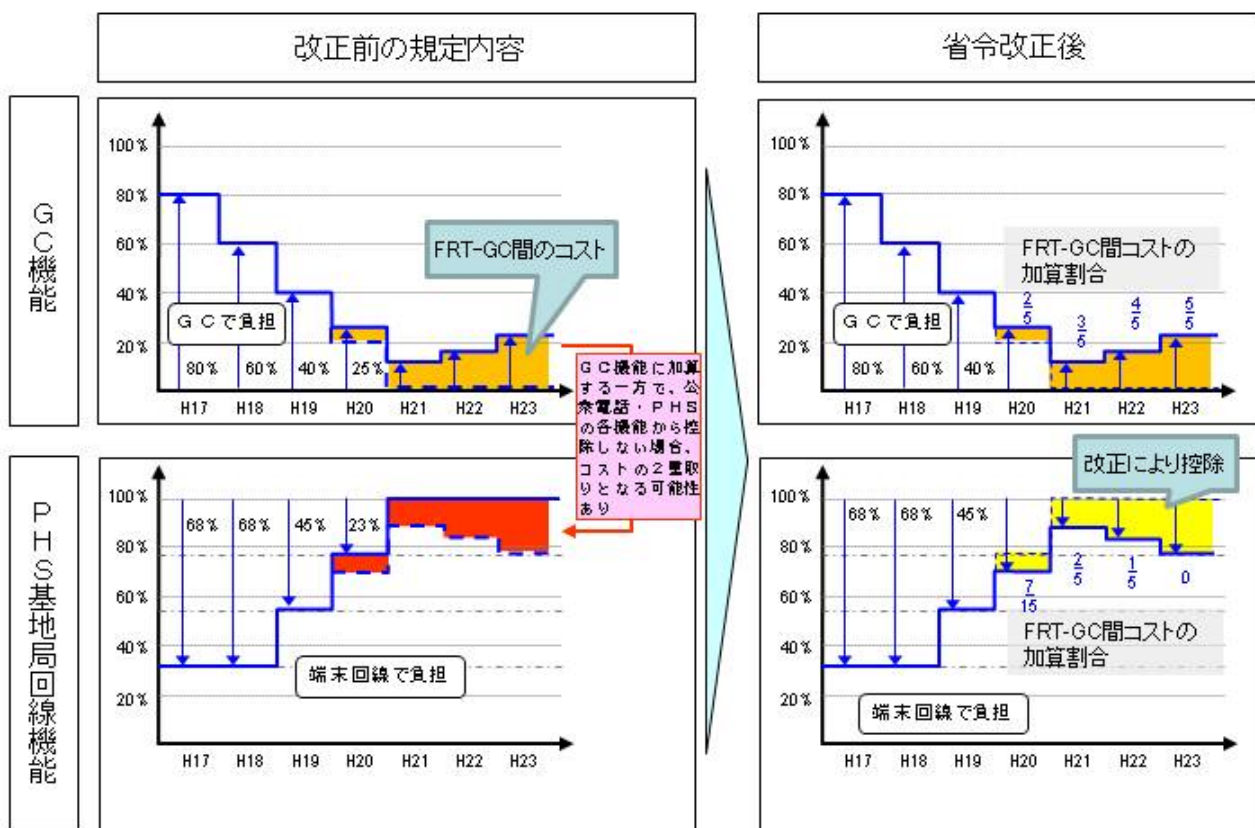 改正前の規定内容
省令改正後
GC機能
100%
80%
60%
40%
20%
FRT-GC間のコスト
GCで負担
80%
60%
40%
25%
H17
H18
H19
H20
H21
H22
H23
GC機能に加算
する一方で、公
衆電話・PHS
の各機能から控
除しない場合、
コストの2重取
りとなる可能性
あり
100%
80%
60%
40%
20%
FRT-GC間コストの
加算割合
2/5
3/5
4/5
5/5
GCで負担
80%
60%
40%
H17
H18
H19
H20
H21
H22
H23
PHS基地局回線機能
100%
80%
60%
40%
20%
68%
68%
45%
23%
端末回線で負担
H17
H18
H19
H20
H21
H22
H23
改正により控除
100%
80%
60%
40%
20%
68%
68%
45%
7/15
2/5
1/5
0
FRT-GC間コストの
加算割合
端末回線で負担
H17
H18
H19
H20
H21
H22
H23